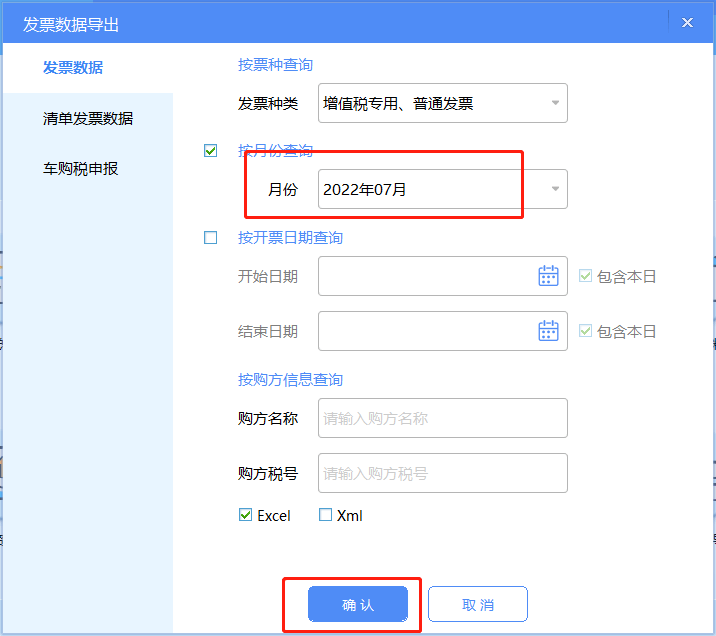 发票数据导出
发票数据
清单发票数据
车购税申报
按票种查询
发票种类 增值税专用、普通发票
按月份查询
月份 2022年07月
按开票日期查询
开始日期 包含本日
结束日期 包含本日
按购方信息查询
购方名称 请输入购方名称
购方税号 请输入购方税号
Excel Xml
确认 取消